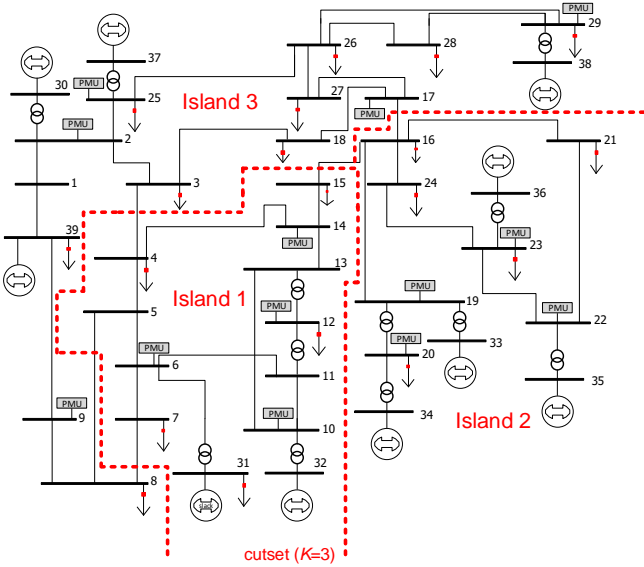 PMU 29
26
28
37
38
PMU
25
30
Island 3
27
17
PMU
PMU
2
18
16
21
1
3
15
24
36
39
14
PMU
PMU
23
4
13
Island 1
5
PMU
12
PMU
19
PMU
22
PMU
6
11
33
PMU
20
PMU
9
7
PMU
10
34
Island 2
35
8
31
32
slack
cutset (K=3)